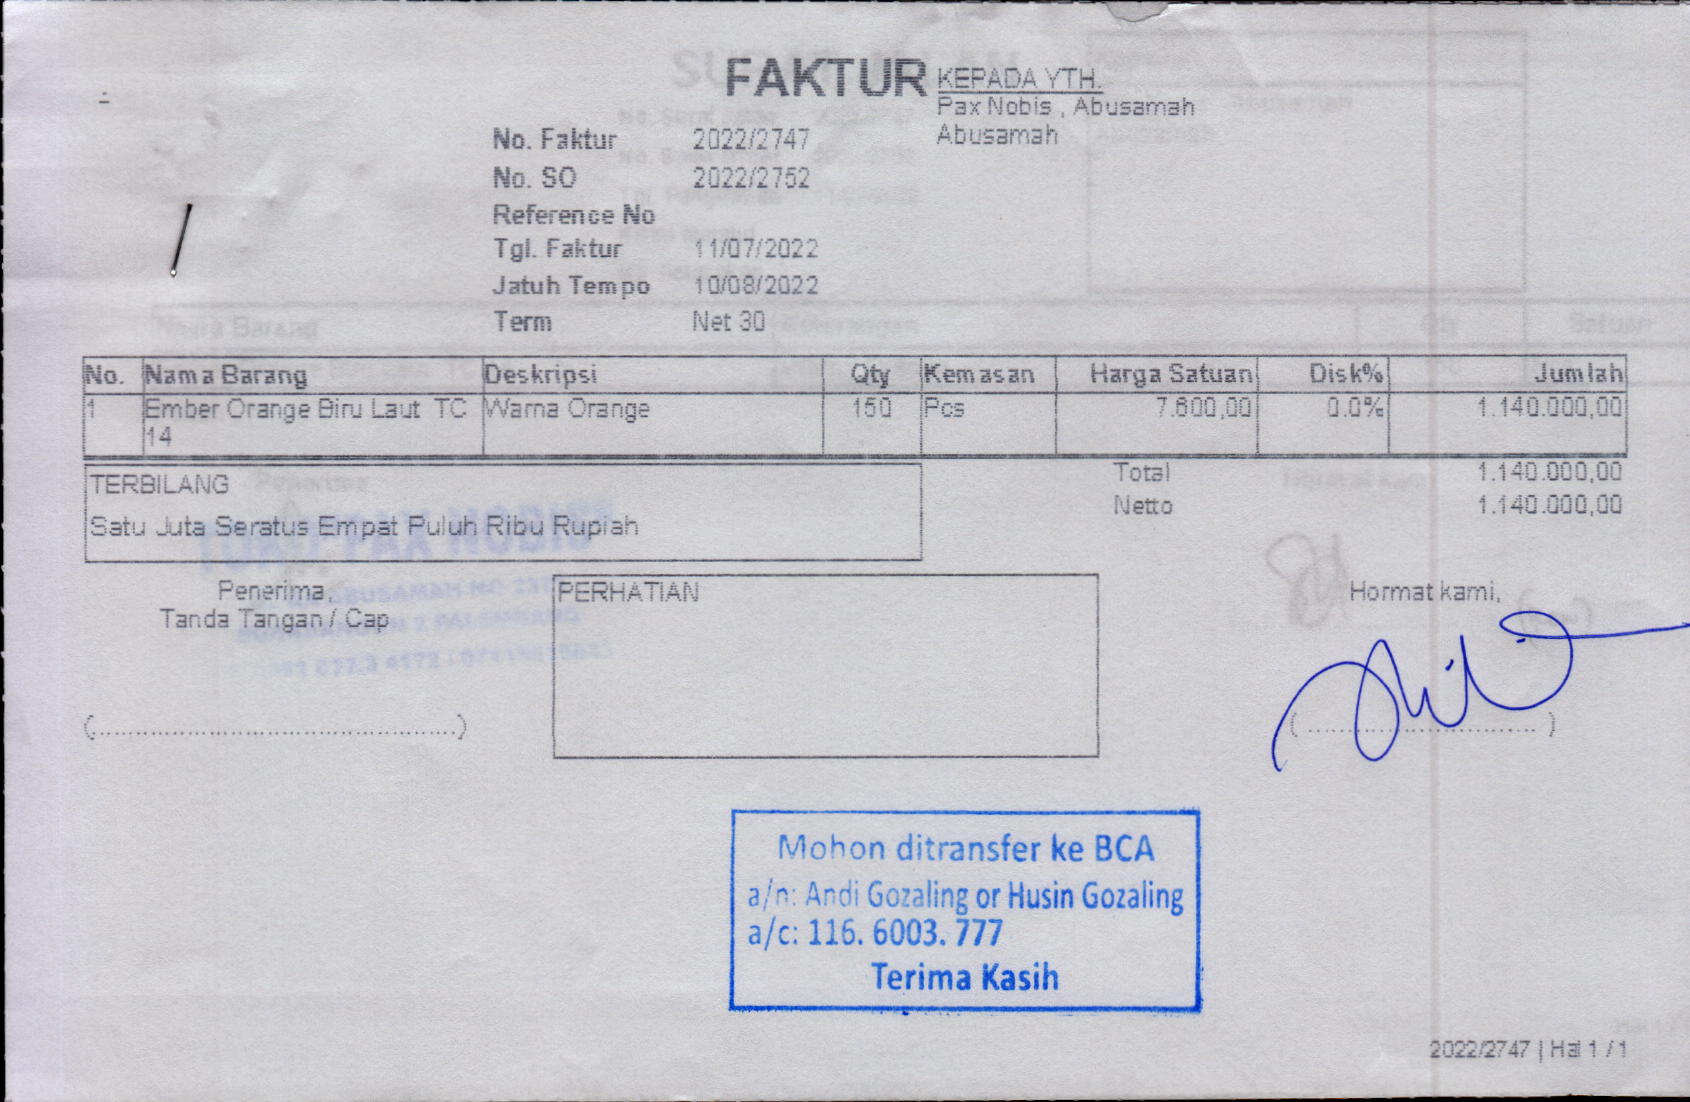 FAKTUR
KEPADA YTH.
Pax Nobis , Abusamah
Abusamah
No. Faktur 2022/2747
No. SO 2022/2752
Reference No
Tgl. Faktur 11/07/2022
Jatuh Tempo 10/08/2022
Term Net 30
No. Nama Barang Deskripsi Qty Kemasan Harga Satuan Disk% Jumlah
1 Ember Orange Biru Laut TC Warna Orange 150 Pcs 7.600,00 0.0% 1.140.000,00
14
Total 1.140.000,00
Netto 1.140.000,00
TERBILANG
Satu Juta Seratus Empat Puluh Ribu Rupiah
Penerima,
Tanda Tangan / Cap
PERHATIAN
Hormat kami,
Mohon ditransfer ke BCA
a/n: Andi Gozaling or Husin Gozaling
a/c: 116. 6003. 777
Terima Kasih
2022/2747 | Hal 1 / 1